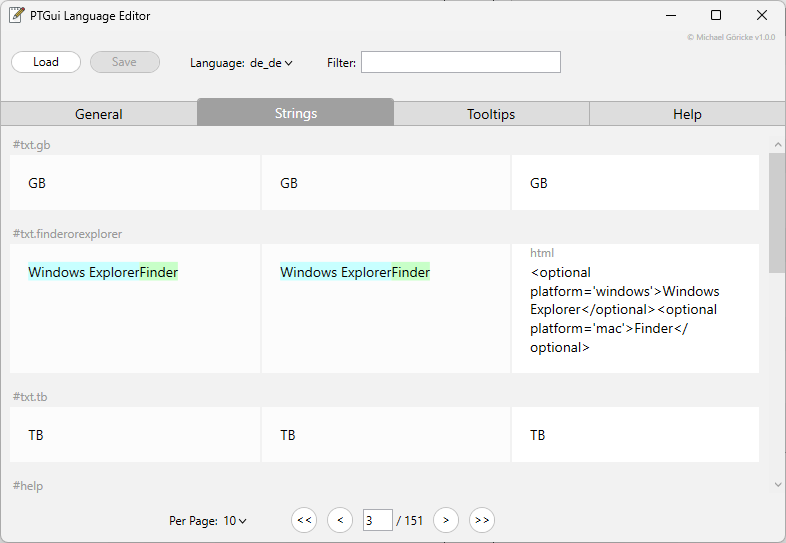 PTGui Language Editor
© Michael Göricke v1.0.0
Load Save Language: de_de Filter:
General Strings Tooltips Help
#txt.gb
GB GB GB
#txt.finderorexplorer
Windows ExplorerFinder Windows ExplorerFinder html
<optional
platform='windows'>Windows
Explorer</optional><optional
platform='mac'>Finder</
optional>
#txt.tb
TB TB TB
#help
Per Page: 10 << < 3 / 151 > >>